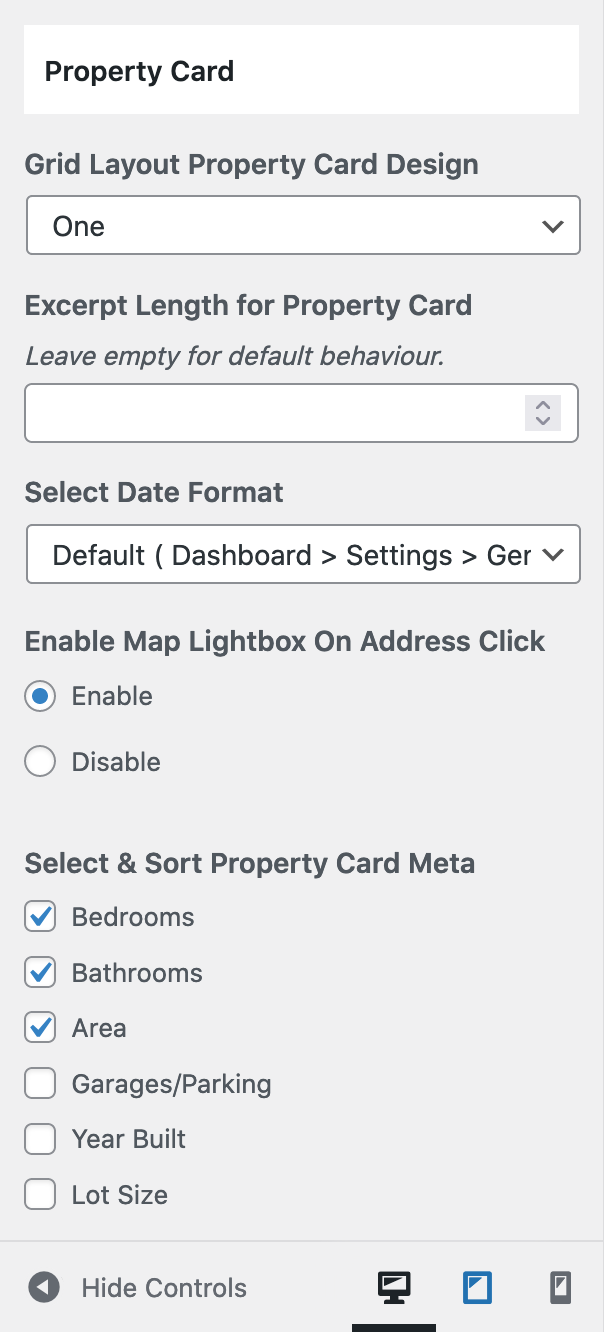 Property Card
Grid Layout Property Card Design
One
Excerpt Length for Property Card
Leave empty for default behaviour.
Select Date Format
Default ( Dashboard > Settings > Ger
Enable Map Lightbox On Address Click
Enable
Disable
Select & Sort Property Card Meta
Bedrooms
Bathrooms
Area
Garages/Parking
Year Built
Lot Size
Hide Controls